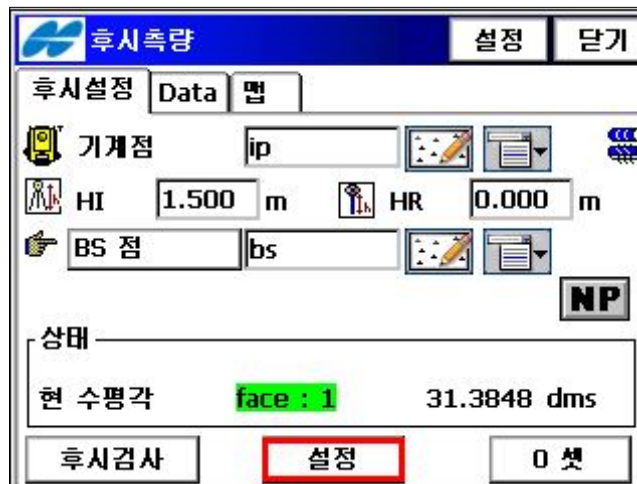 후시측량 설정 닫기
후시설정 Data 맵
기계점 ip
HI 1.500 m HR 0.000 m
BS 점 bs
NP
상태
현 수평각 face : 1 31.3848 dms
후시검사 설정 0 셋